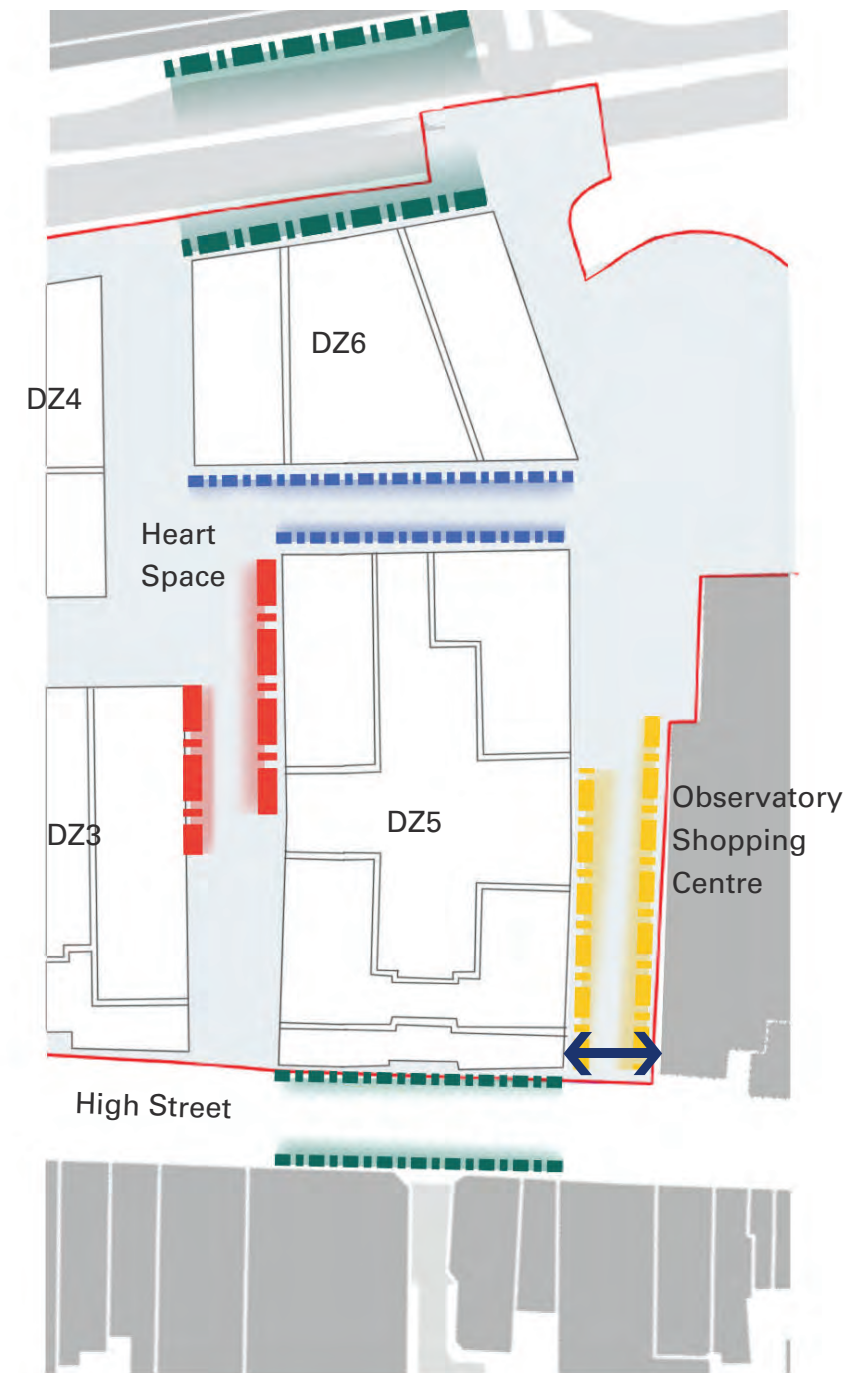 DZ6
DZ4
Heart
Space
DZ3
DZ5
Observatory
Shopping
Centre
High Street